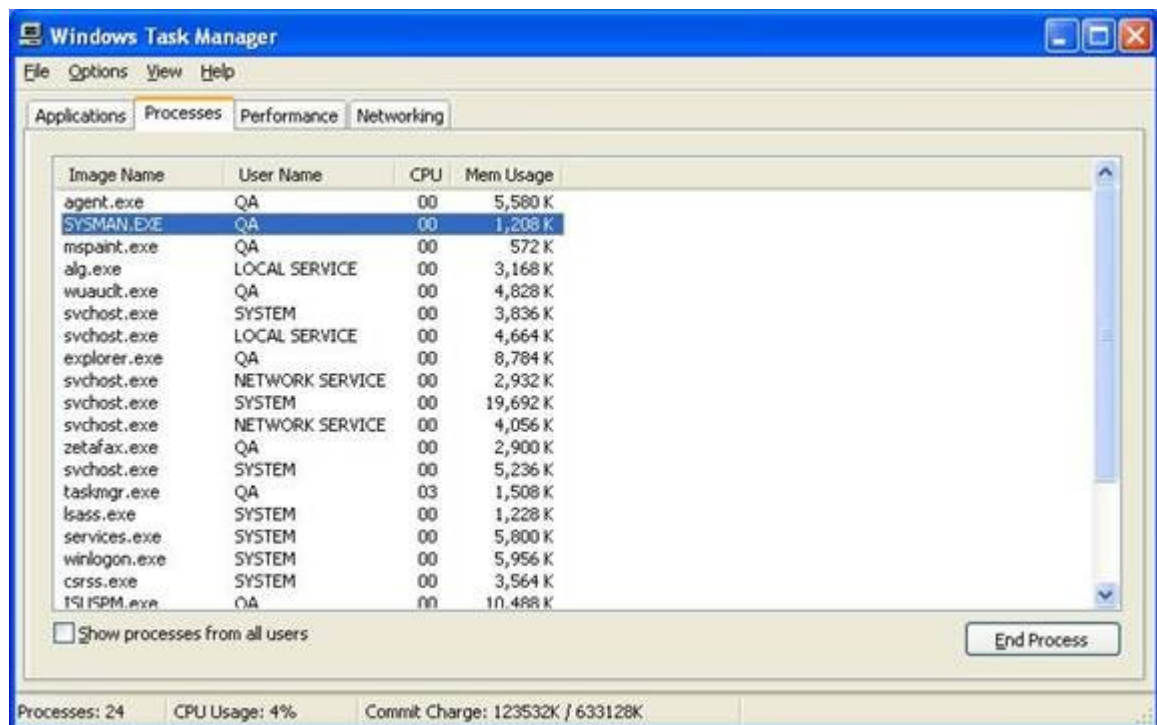 Windows Task Manager
File Options View Help
Applications Processes Performance Networking
Image Name User Name CPU Mem Usage
agent.exe QA 00 5,580 K
SYSMAN.EXE QA 00 1,208 K
mspaint.exe QA 00 572 K
alg.exe LOCAL SERVICE 00 3,168 K
wuauclt.exe QA 00 4,828 K
svchost.exe SYSTEM 00 3,836 K
svchost.exe LOCAL SERVICE 00 4,664 K
explorer.exe QA 00 8,784 K
svchost.exe NETWORK SERVICE 00 2,932 K
svchost.exe SYSTEM 00 19,692 K
svchost.exe NETWORK SERVICE 00 4,056 K
zetafax.exe QA 00 2,900 K
svchost.exe SYSTEM 00 5,236 K
taskmgr.exe QA 03 1,508 K
lsass.exe SYSTEM 00 1,228 K
services.exe SYSTEM 00 5,800 K
winlogon.exe SYSTEM 00 5,956 K
csrss.exe SYSTEM 00 3,564 K
ISUSPM.exe QA 00 10,488 K
Show processes from all users
End Process
Processes: 24 CPU Usage: 4% Commit Charge: 123532K / 633128K